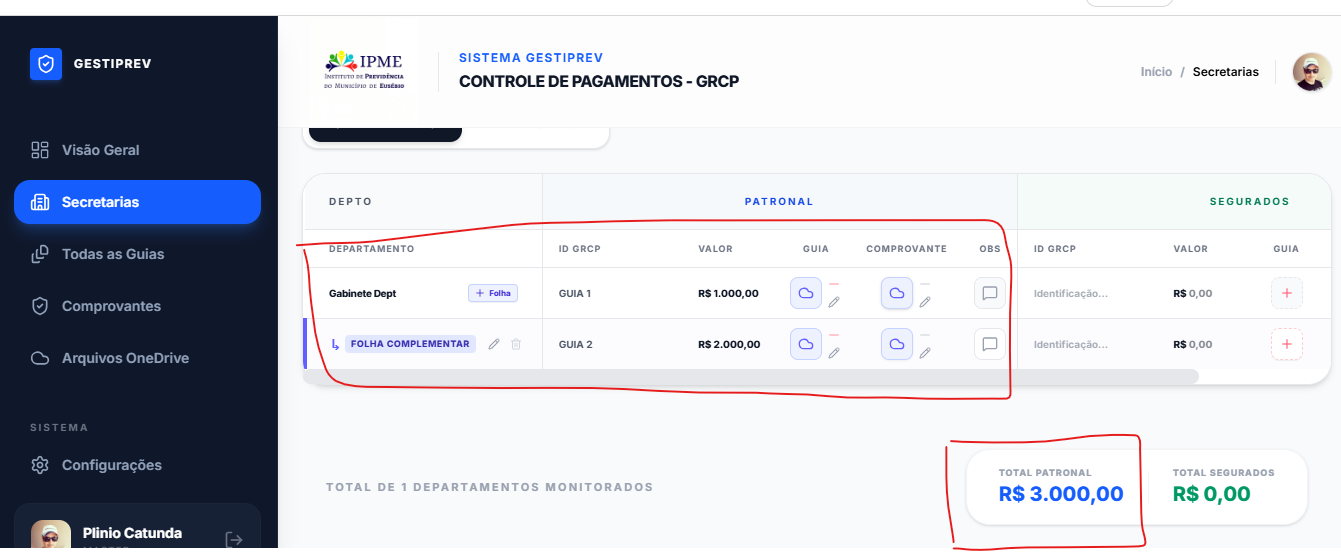 GESTIPREV
IPME
Instituto de Previdência
do Município de Eusébio
SISTEMA GESTIPREV
CONTROLE DE PAGAMENTOS - GRCP
Início / Secretarias
Visão Geral
Secretarias
Todas as Guias
Comprovantes
Arquivos OneDrive
SISTEMA
Configurações
Plinio Catunda
DEPTO PATRONAL SEGURADOS
DEPARTAMENTO ID GRCP VALOR GUIA COMPROVANTE OBS ID GRCP VALOR GUIA
Gabinete Dept + Folha GUIA 1 R$ 1.000,00 Identificação... R$ 0,00
FOLHA COMPLEMENTAR GUIA 2 R$ 2.000,00 Identificação... R$ 0,00
TOTAL DE 1 DEPARTAMENTOS MONITORADOS
TOTAL PATRONAL
R$ 3.000,00
TOTAL SEGURADOS
R$ 0,00